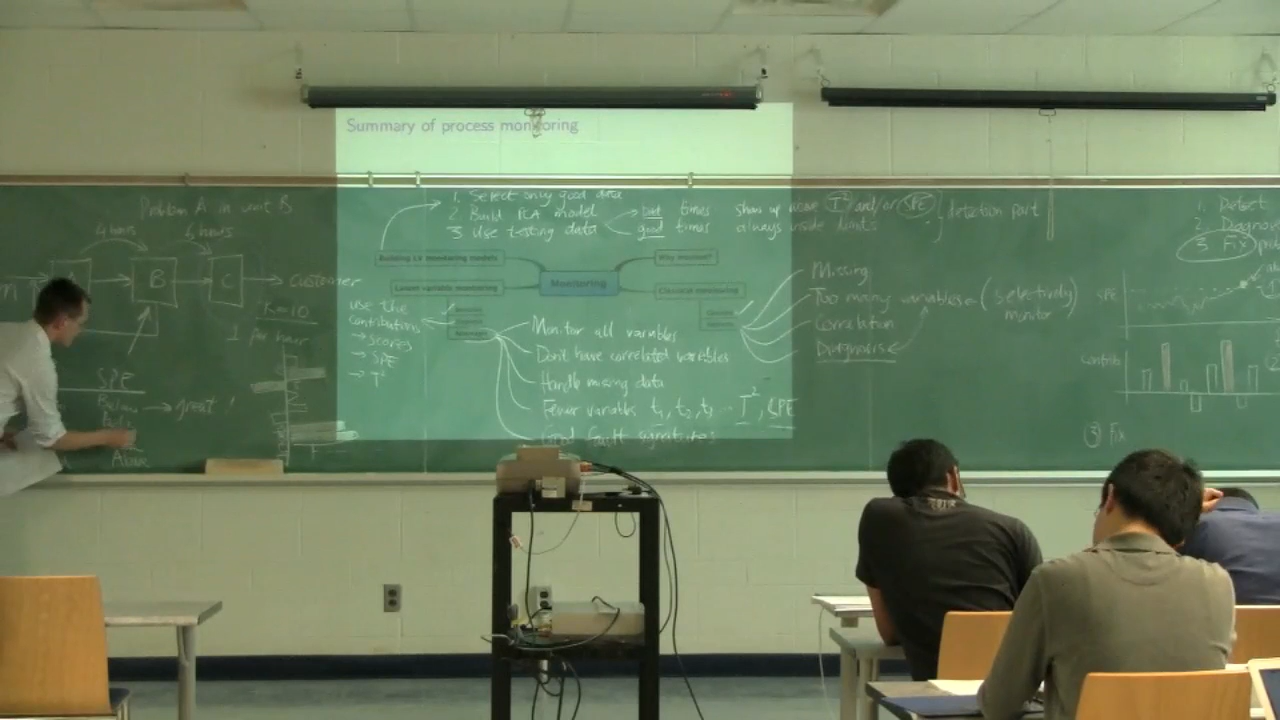 Summary of process monitoring
1. Select only good data
2. Build PCA model
3 Use testing data
bad times show up above T² and/or SPE
good times always inside limits
detection part
Problem A in unit B
4 hours
6 hours
B
C
customer
K=10
1 per hour
SPE
Below
→ great!
Above
Building LV monitoring models
Latent variable monitoring
Monitoring
Why monitor?
Classical monitoring
use the
contributions
→ scores
→ SPE
→ T²
Monitor all variables
Don't have correlated variables
Handle missing data
Fewer variables t₁, t₂, t₃ T², SPE
Good fault signatures
Missing
Too many variables (selectively monitor)
Correlation
Diagnosis
1. Detect
2.
3. Fix
SPE
contrib
③ Fix